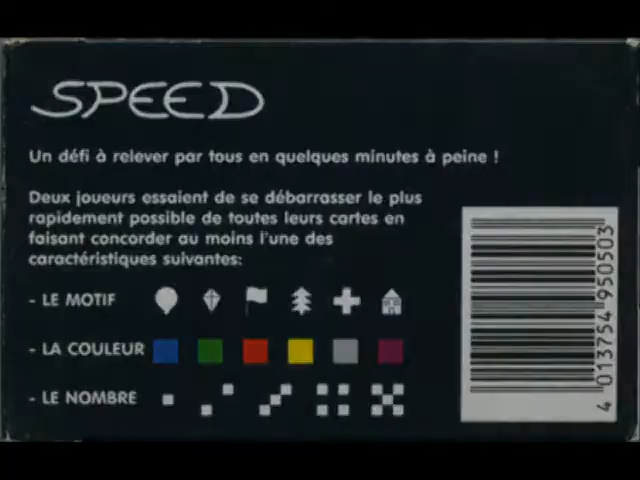 SPEED
Un défi à relever par tous en quelques minutes à peine !
Deux joueurs essaient de se débarrasser le plus
rapidement possible de toutes leurs cartes en
faisant concorder au moins l'une des
caractéristiques suivantes:
- LE MOTIF
- LA COULEUR
- LE NOMBRE
4 013754 950503